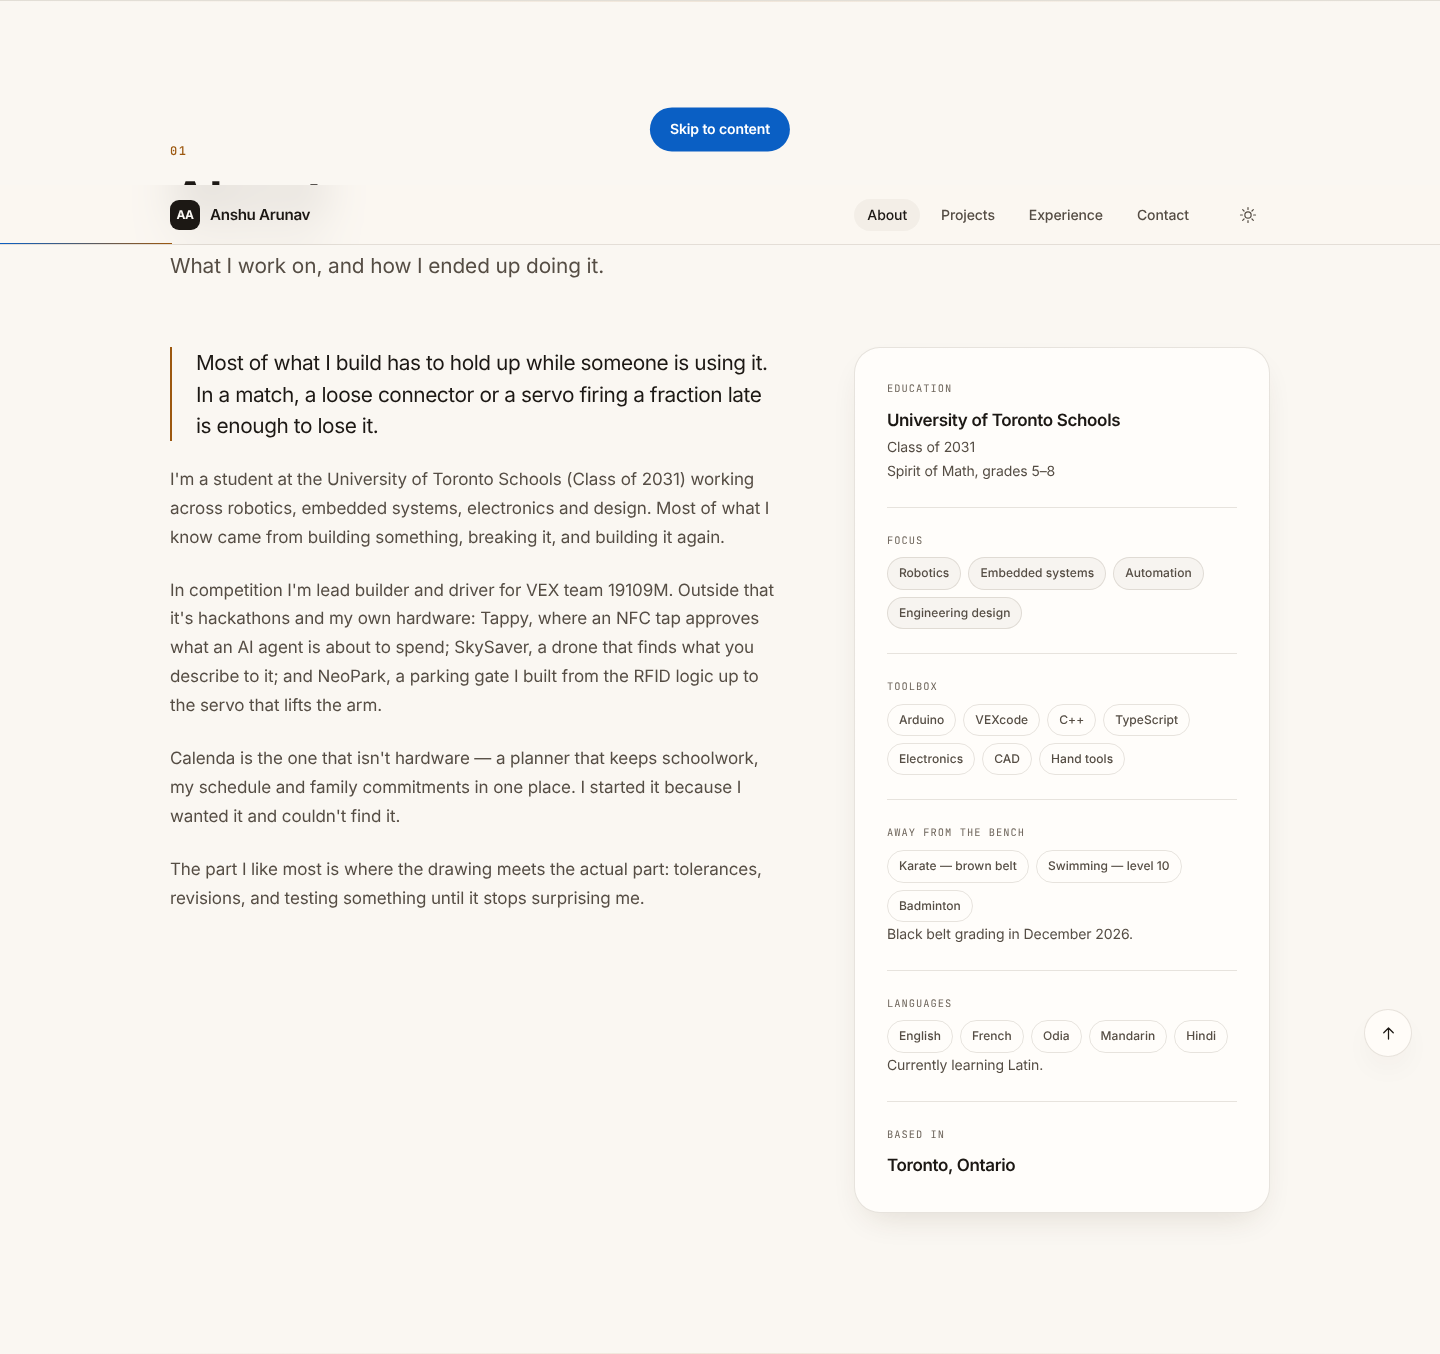 Skip to content
01
AA Anshu Arunav
About Projects Experience Contact
What I work on, and how I ended up doing it.
Most of what I build has to hold up while someone is using it.
In a match, a loose connector or a servo firing a fraction late
is enough to lose it.
I'm a student at the University of Toronto Schools (Class of 2031) working
across robotics, embedded systems, electronics and design. Most of what I
know came from building something, breaking it, and building it again.
In competition I'm lead builder and driver for VEX team 19109M. Outside that
it's hackathons and my own hardware: Tappy, where an NFC tap approves
what an AI agent is about to spend; SkySaver, a drone that finds what you
describe to it; and NeoPark, a parking gate I built from the RFID logic up to
the servo that lifts the arm.
Calenda is the one that isn't hardware — a planner that keeps schoolwork,
my schedule and family commitments in one place. I started it because I
wanted it and couldn't find it.
The part I like most is where the drawing meets the actual part: tolerances,
revisions, and testing something until it stops surprising me.
EDUCATION
University of Toronto Schools
Class of 2031
Spirit of Math, grades 5–8
FOCUS
Robotics Embedded systems Automation
Engineering design
TOOLBOX
Arduino VEXcode C++ TypeScript
Electronics CAD Hand tools
AWAY FROM THE BENCH
Karate — brown belt Swimming — level 10
Badminton
Black belt grading in December 2026.
LANGUAGES
English French Odia Mandarin Hindi
Currently learning Latin.
BASED IN
Toronto, Ontario